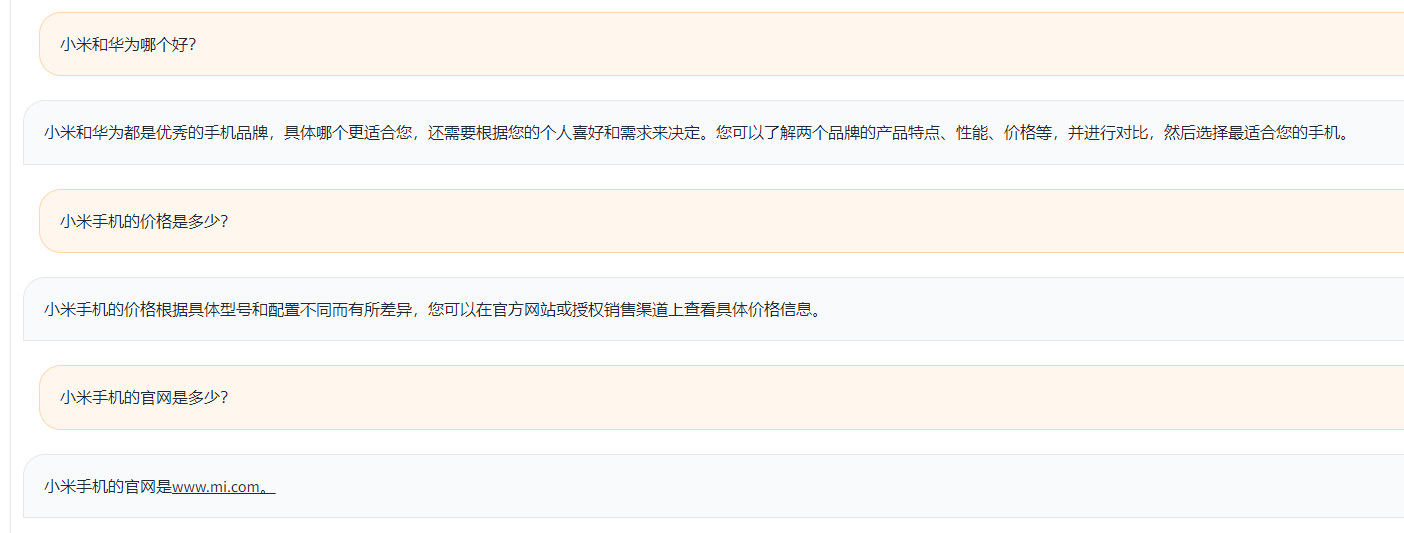 小米和华为哪个好?
小米和华为都是优秀的手机品牌，具体哪个更适合您，还需要根据您的个人喜好和需求来决定。您可以了解两个品牌的产品特点、性能、价格等，并进行对比，然后选择最适合您的手机。
小米手机的价格是多少?
小米手机的价格根据具体型号和配置不同而有所差异，您可以在官方网站或授权销售渠道上查看具体价格信息。
小米手机的官网是多少?
小米手机的官网是www.mi.com。